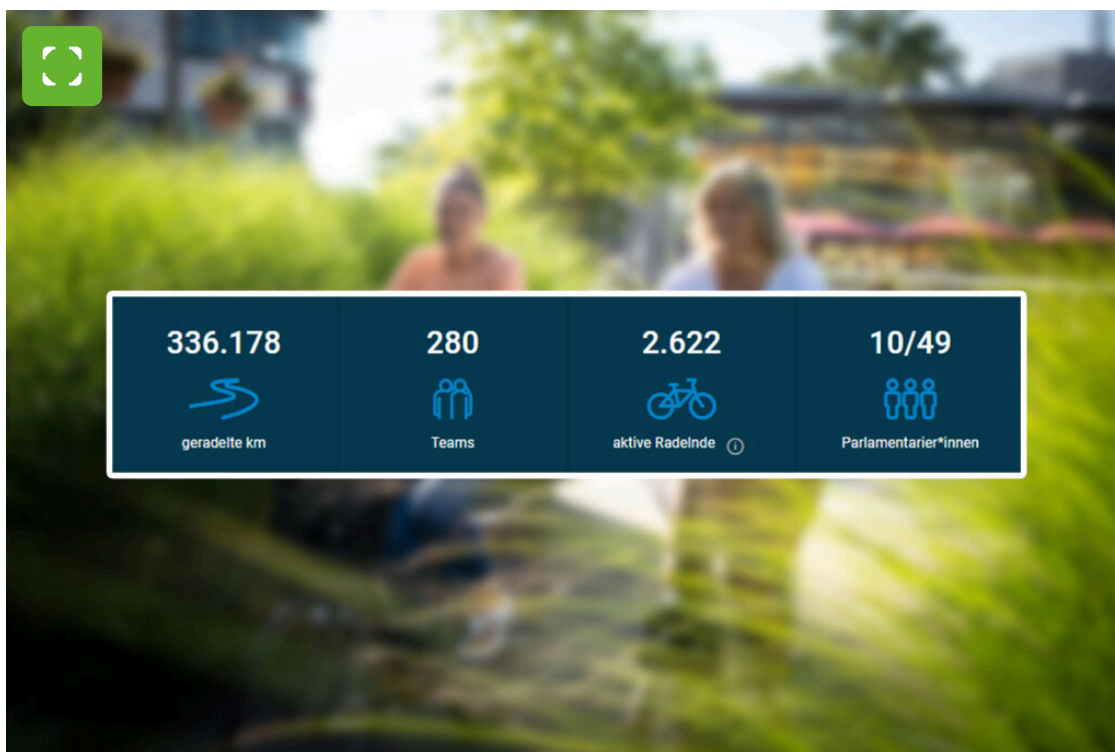 336.178
280
2.622
10/49
geradelte km
Teams
aktive Radelnde
Parlamentarier*innen